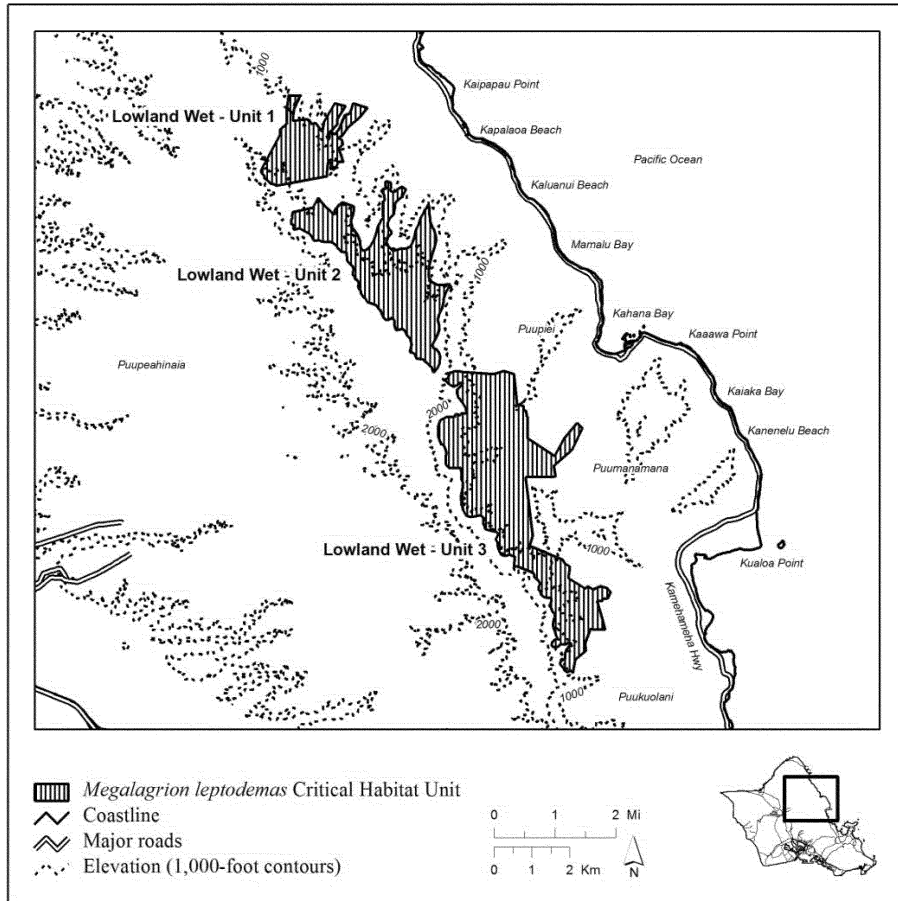 1000
Kaipapau Point
Lowland Wet - Unit 1
Kapalaoa Beach
Pacific Ocean
Kaluanui Beach
Mamalu Bay
Lowland Wet - Unit 2
1000
Kahana Bay
Puupiei
Kaaawa Point
Puupeahinaia
Kaiaka Bay
2000
2000
Kanenelu Beach
Puumanamana
Lowland Wet - Unit 3
1000
Kualoa Point
Kamehameha Hwy
2000
1000
Puukuolani
Megalagrion leptodemas Critical Habitat Unit
Coastline
Major roads
Elevation (1,000-foot contours)
0 1 2 Mi
0 1 2 Km
N